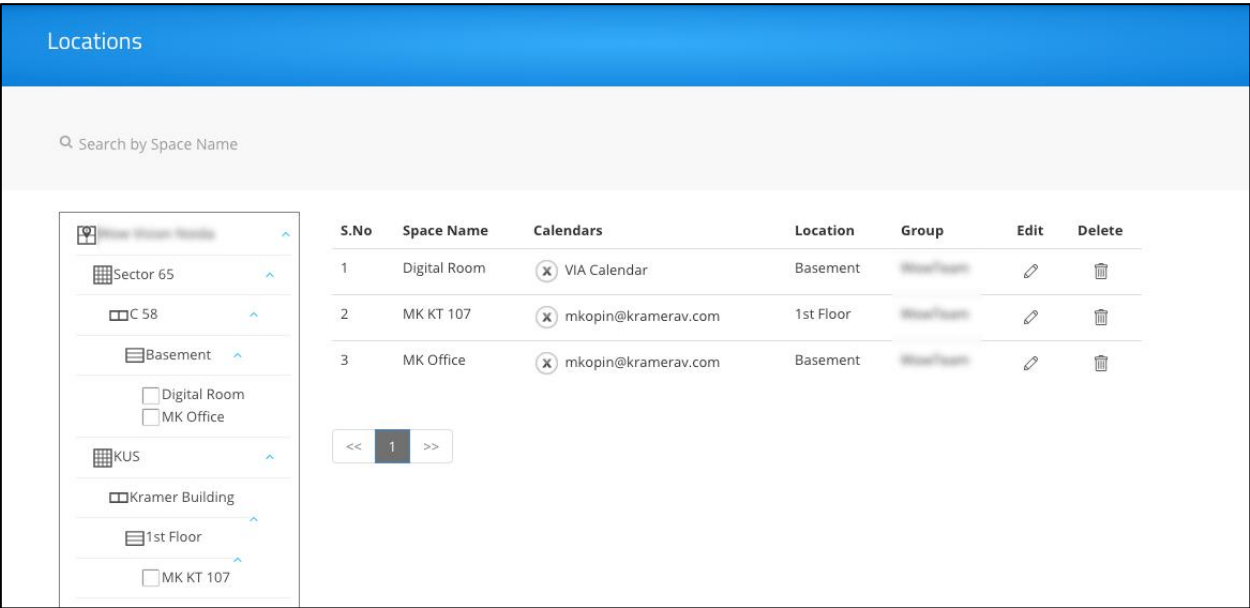 Locations
Search by Space Name
Sector 65
C 58
Basement
Digital Room
MK Office
KUS
Kramer Building
1st Floor
MK KT 107
S.No Space Name Calendars Location Group Edit Delete
1 Digital Room x VIA Calendar Basement
2 MK KT 107 x mkopin@kramerav.com 1st Floor
3 MK Office x mkopin@kramerav.com Basement
<< 1 >>